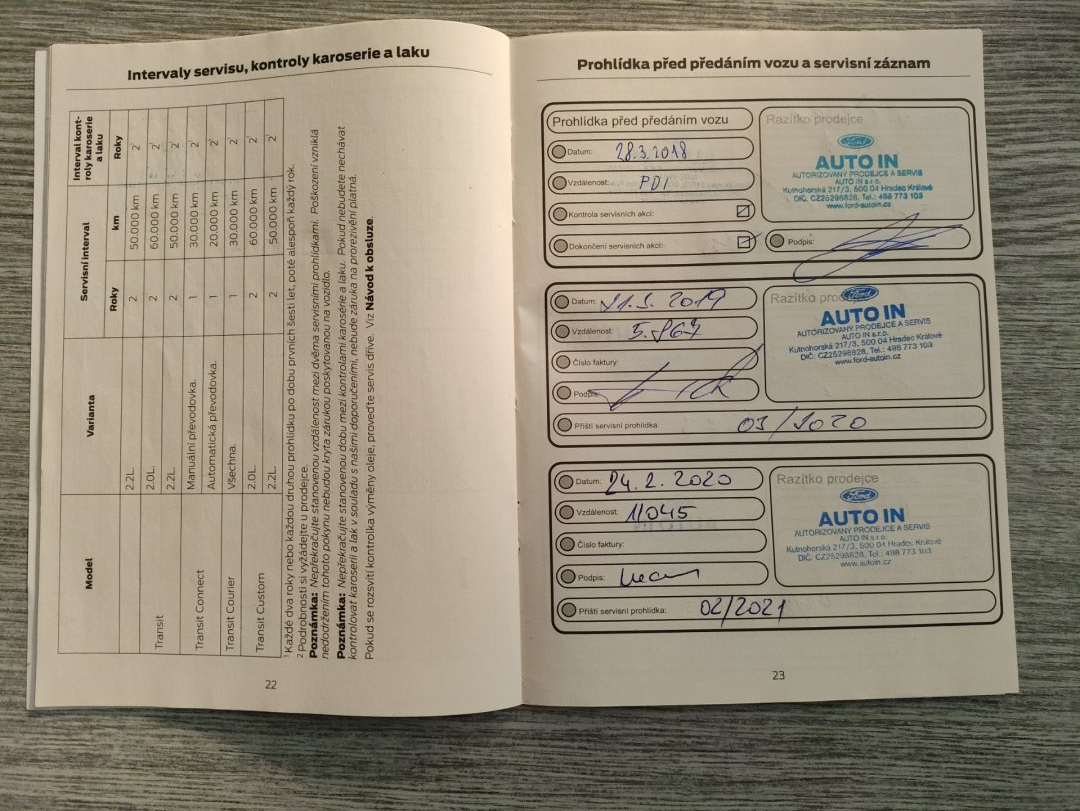 Intervaly servisu, kontroly karoserie a laku
Model Varianta Servisní interval Interval kont-
roly karoserie
a laku
Roky km Roky
Transit 2.2L. 2 50.000 km 2
2.0L. 2 60.000 km 2
2.2L. 2 50.000 km 2
Transit Connect Manuální převodovka. 1 30.000 km 2
Automatická převodovka. 1 20.000 km 2
Transit Courier Všechna. 1 30.000 km 2
Transit Custom 2.0L. 2 60.000 km 2
2.2L. 2 50.000 km 2
1 Každé dva roky nebo každou druhou prohlídku po dobu prvních šesti let, poté alespoň každý rok.
2 Podrobnosti si vyžádejte u prodejce.
Poznámka: Nepřekračujte stanovenou vzdálenost mezi dvěma servisními prohlídkami. Poškození vzniklá
nedodržením tohoto pokynu nebudou kryta zárukou poskytovanou na vozidlo.
Poznámka: Nepřekračujte stanovenou dobu mezi kontrolami karosérie a laku. Pokud nebudete nechávat
kontrolovat karoserii a lak v souladu s našimi doporučeními, nebude záruka na prorezivění platná.
Pokud se rozsvítí kontrolka výměny oleje, proveďte servis dříve. Viz Návod k obsluze.
22
Prohlídka před předáním vozu a servisní záznam
Prohlídka před předáním vozu
Datum: 28.3.2018
Vzdálenost: PDI
Kontrola servisních akcí:
Dokončení servisních akcí:
Razítko prodejce
Ford
AUTO IN
AUTORIZOVANÝ PRODEJCE A SERVIS
AUTO IN s.r.o.
Kutnohorská 217/3, 500 04 Hradec Králové
DIČ: CZ25298828, Tel.: 498 773 103
www.ford-autoin.cz
Podpis:
Datum: 2019
Vzdálenost:
Číslo faktury:
Podpis:
Příští servisní prohlídka: 03/2020
Razítko
Ford
AUTO IN
AUTORIZOVANÝ PRODEJCE A SERVIS
AUTO IN s.r.o.
Kutnohorská 217/3, 500 04 Hradec Králové
DIČ: CZ25298828, Tel.: 498 773 103
www.ford-autoin.cz
Datum: 24.2.2020
Vzdálenost: 11045
Číslo faktury:
Podpis:
Příští servisní prohlídka: 02/2021
Razítko prodejce
Ford
AUTO IN
AUTORIZOVANÝ PRODEJCE A SERVIS
AUTO IN s.r.o.
Kutnohorská 217/3, 500 04 Hradec Králové
DIČ: CZ25298828, Tel.: 498 773 103
www.autoin.cz
23